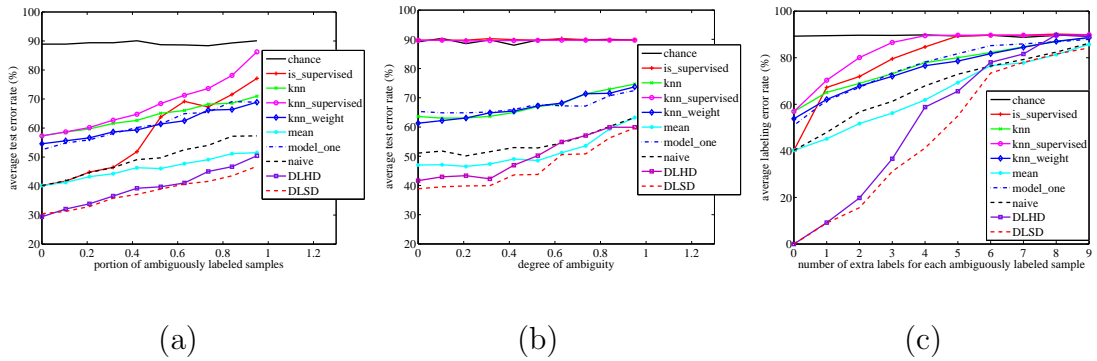 100
90
80
70
60
50
40
30
20
average test error rate (%)
0
0.2
0.4
0.6
0.8
1
1.2
portion of ambiguously labeled samples
chance
is_supervised
knn
knn_supervised
knn_weight
mean
model_one
naive
DLHD
DLSD
(a)
100
90
80
70
60
50
40
30
20
average test error rate (%)
0
0.2
0.4
0.6
0.8
1
1.2
degree of ambiguity
chance
is_supervised
knn
knn_supervised
knn_weight
mean
model_one
naive
DLHD
DLSD
(b)
100
80
60
40
20
0
average labeling error rate (%)
0
1
2
3
4
5
6
7
8
9
number of extra labels for each ambiguously labeled sample
chance
is_supervised
knn
knn_supervised
knn_weight
mean
model_one
naive
DLHD
DLSD
(c)